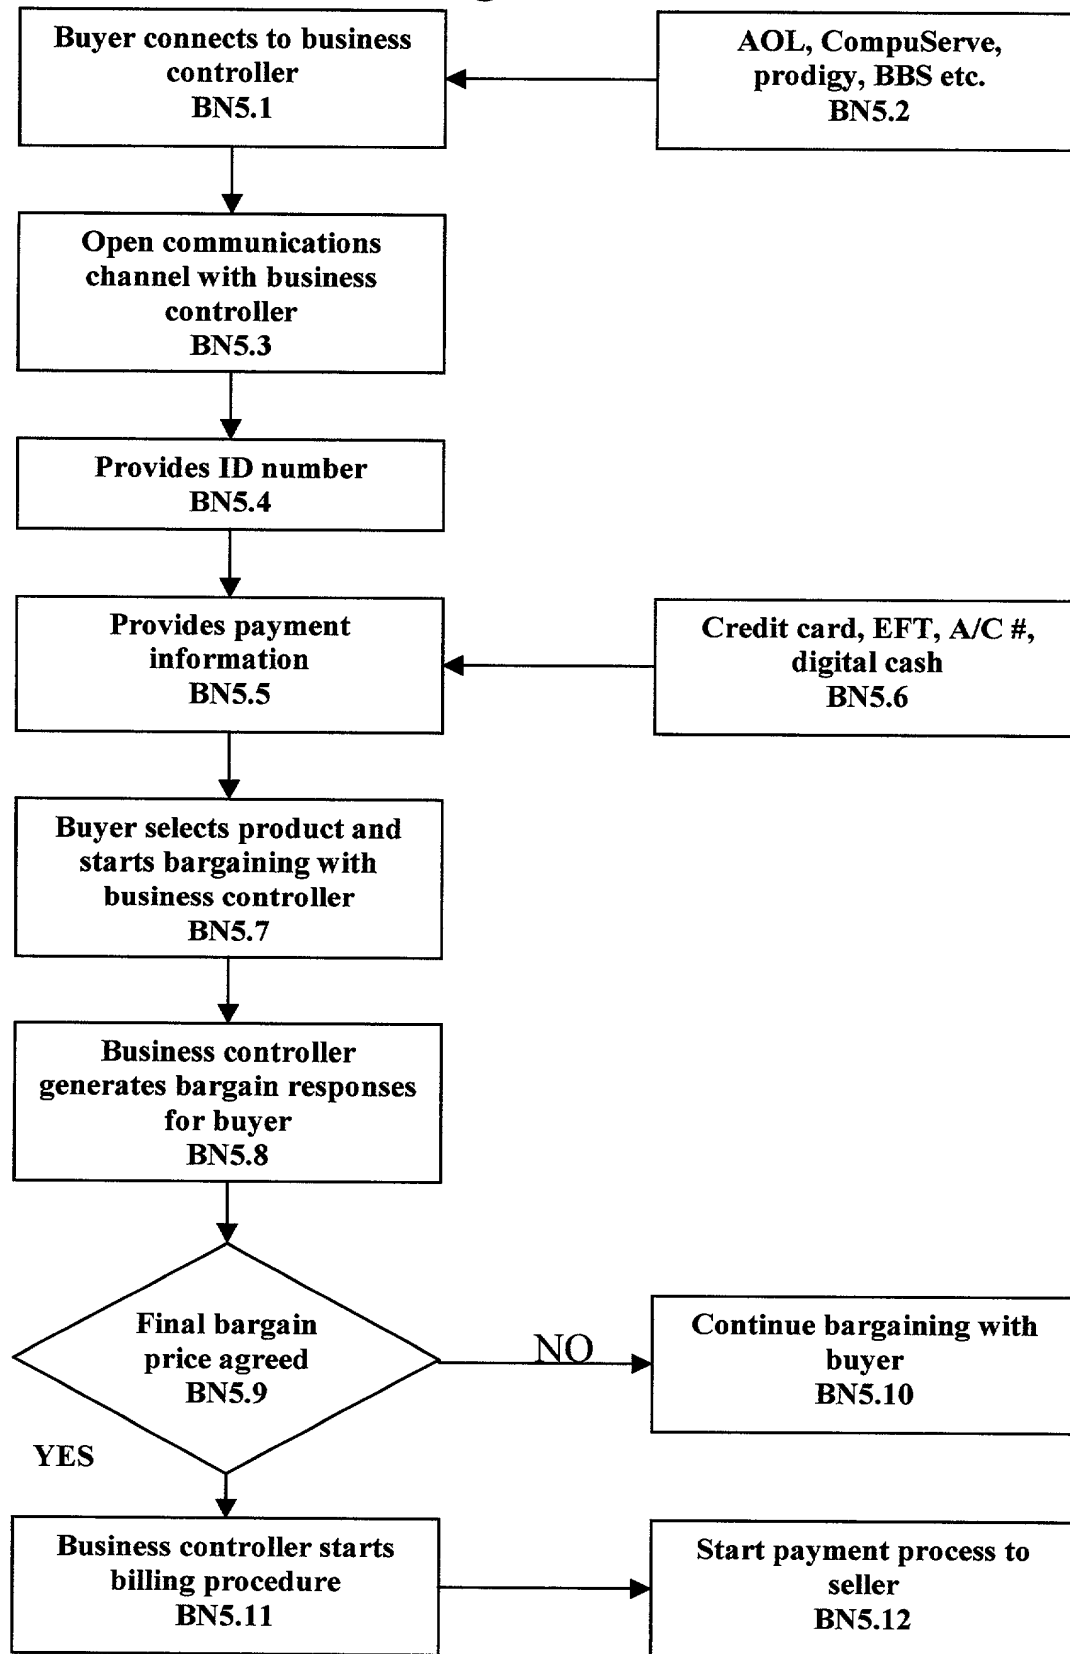 Buyer connects to business
controller
BN5.1
AOL, CompuServe,
prodigy, BBS etc.
BN5.2
Open communications
channel with business
controller
BN5.3
Provides ID number
BN5.4
Provides payment
information
BN5.5
Credit card, EFT, A/C #,
digital cash
BN5.6
Buyer selects product and
starts bargaining with
business controller
BN5.7
Business controller
generates bargain responses
for buyer
BN5.8
Final bargain
price agreed
BN5.9
NO
Continue bargaining with
buyer
BN5.10
YES
Business controller starts
billing procedure
BN5.11
Start payment process to
seller
BN5.12